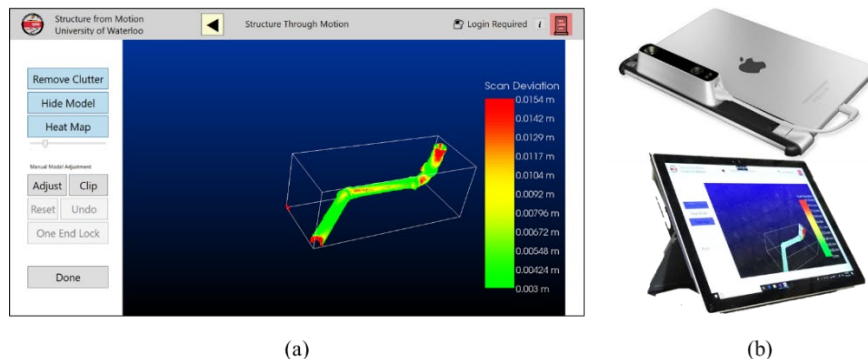 Structure from Motion
University of Waterloo
Structure Through Motion
Login Required
i
Remove Clutter
Hide Model
Heat Map
Manual Model Adjustment
Adjust
Clip
Reset
Undo
One End Lock
Done
Scan Deviation
0.0154 m
0.0142 m
0.0129 m
0.0117 m
0.0104 m
0.0092 m
0.00796 m
0.00672 m
0.00548 m
0.00424 m
0.003 m
(a)
(b)